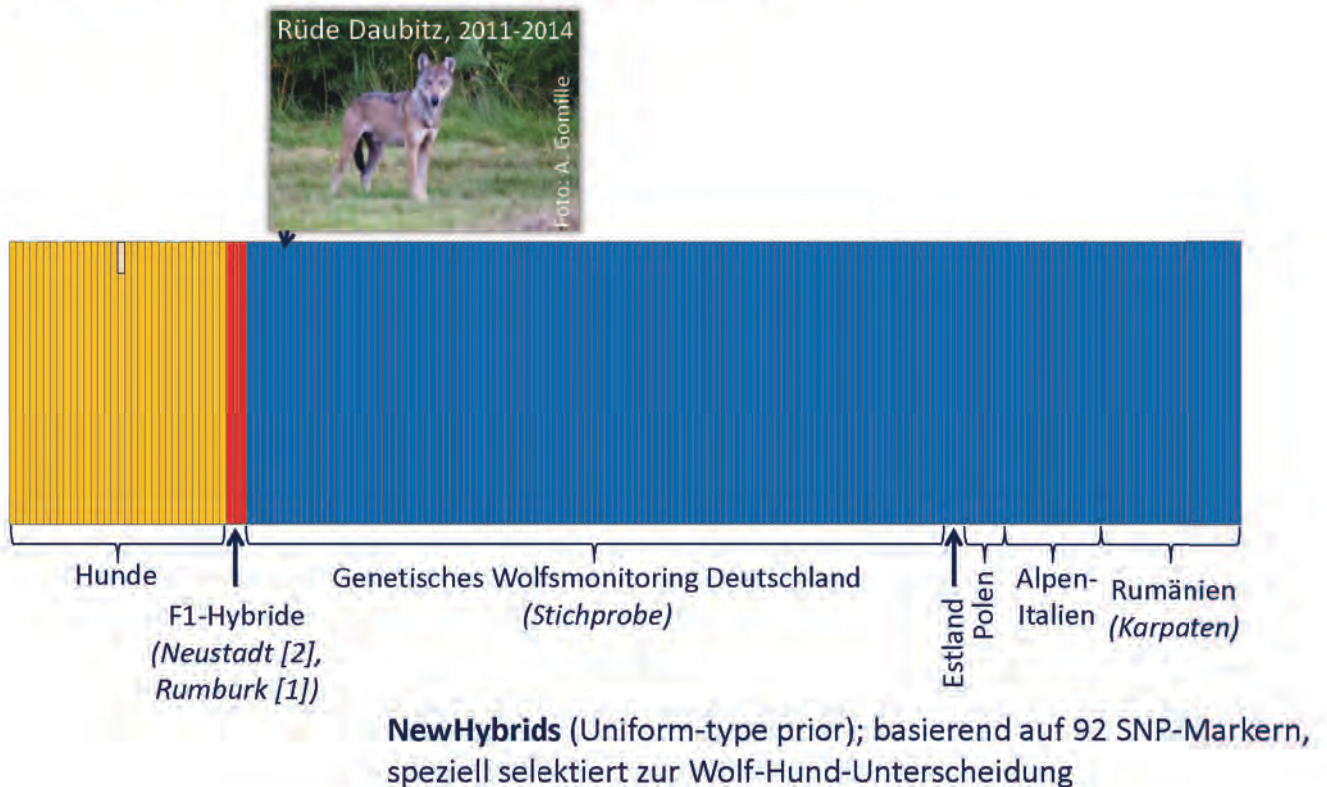 Rüde Daubitz, 2011-2014
Foto: A. Gomille
Hunde
F1-Hybride
(Neustadt [2],
Rumburk [1])
Genetisches Wolfsmonitoring Deutschland
(Stichprobe)
Estland
Polen
Alpen-
Italien
Rumänien
(Karpaten)
NewHybrids (Uniform-type prior); basierend auf 92 SNP-Markern,
speziell selektiert zur Wolf-Hund-Unterscheidung